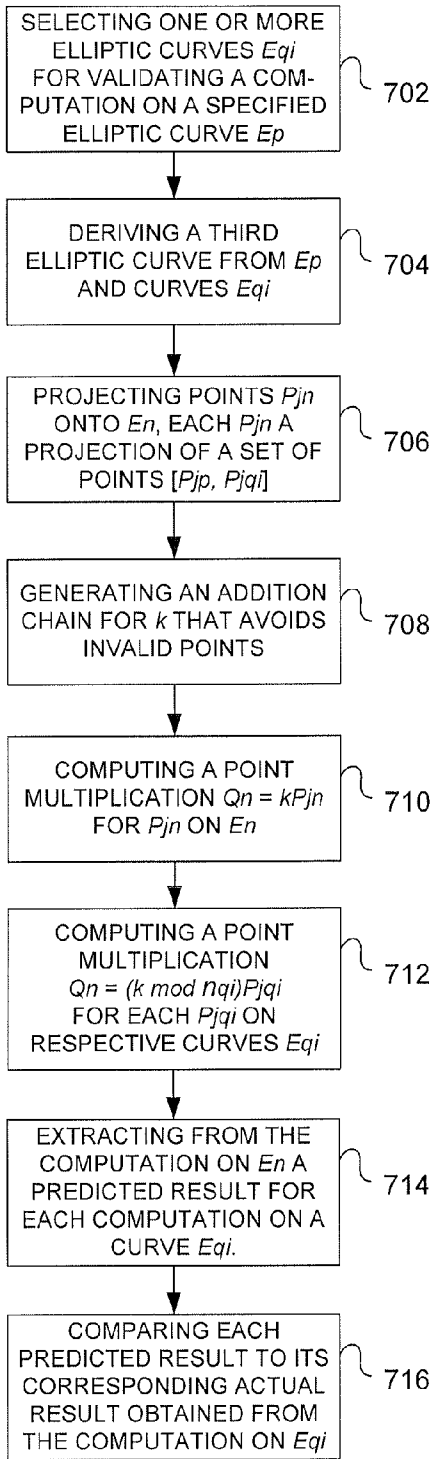 SELECTING ONE OR MORE
ELLIPTIC CURVES Eqi
FOR VALIDATING A COM-
PUTATION ON A SPECIFIED
ELLIPTIC CURVE Ep
702
DERIVING A THIRD
ELLIPTIC CURVE FROM Ep
AND CURVES Eqi
704
PROJECTING POINTS Pjn
ONTO En, EACH Pjn A
PROJECTION OF A SET OF
POINTS [Pjp, Pjqi]
706
GENERATING AN ADDITION
CHAIN FOR k THAT AVOIDS
INVALID POINTS
708
COMPUTING A POINT
MULTIPLICATION Qn = kPjn
FOR Pjn ON En
710
COMPUTING A POINT
MULTIPLICATION
Qn = (k mod nqi)Pjqi
FOR EACH Pjqi ON
RESPECTIVE CURVES Eqi
712
EXTRACTING FROM THE
COMPUTATION ON En A
PREDICTED RESULT FOR
EACH COMPUTATION ON A
CURVE Eqi.
714
COMPARING EACH
PREDICTED RESULT TO ITS
CORRESPONDING ACTUAL
RESULT OBTAINED FROM
THE COMPUTATION ON Eqi
716